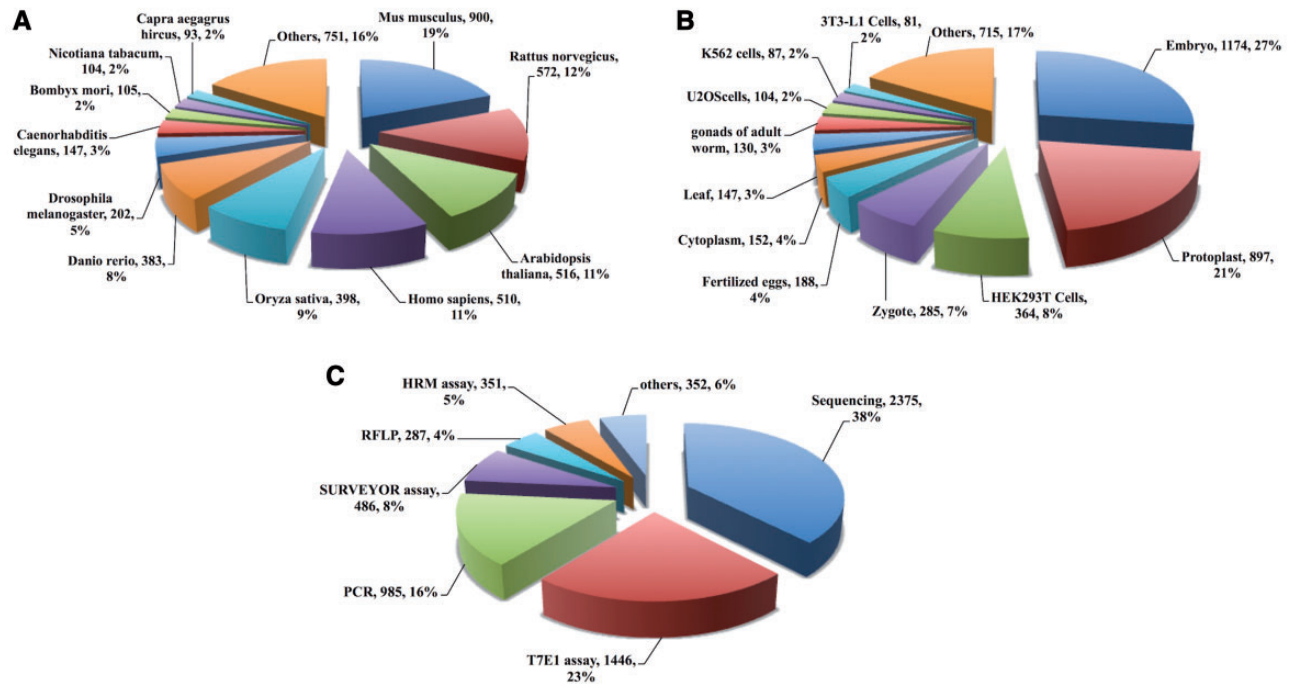 A
Mus musculus, 900,
19%
Rattus norvegicus,
572, 12%
Arabidopsis
thaliana, 516, 11%
Homo sapiens, 510,
11%
Oryza sativa, 398,
9%
Danio rerio, 383,
8%
Drosophila
melanogaster, 202,
5%
Caenorhabditis
elegans, 147, 3%
Bombyx mori, 105,
2%
Nicotiana tabacum,
104, 2%
Capra aegagrus
hircus, 93, 2%
Others, 751, 16%
B
Embryo, 1174, 27%
Protoplast, 897,
21%
HEK293T Cells,
364, 8%
Zygote, 285, 7%
Fertilized eggs, 188,
4%
Cytoplasm, 152, 4%
Leaf, 147, 3%
gonads of adult
worm, 130, 3%
U2OScells, 104, 2%
K562 cells, 87, 2%
3T3-L1 Cells, 81,
2%
Others, 715, 17%
C
Sequencing, 2375,
38%
T7E1 assay, 1446,
23%
PCR, 985, 16%
SURVEYOR assay,
486, 8%
RFLP, 287, 4%
HRM assay, 351,
5%
others, 352, 6%